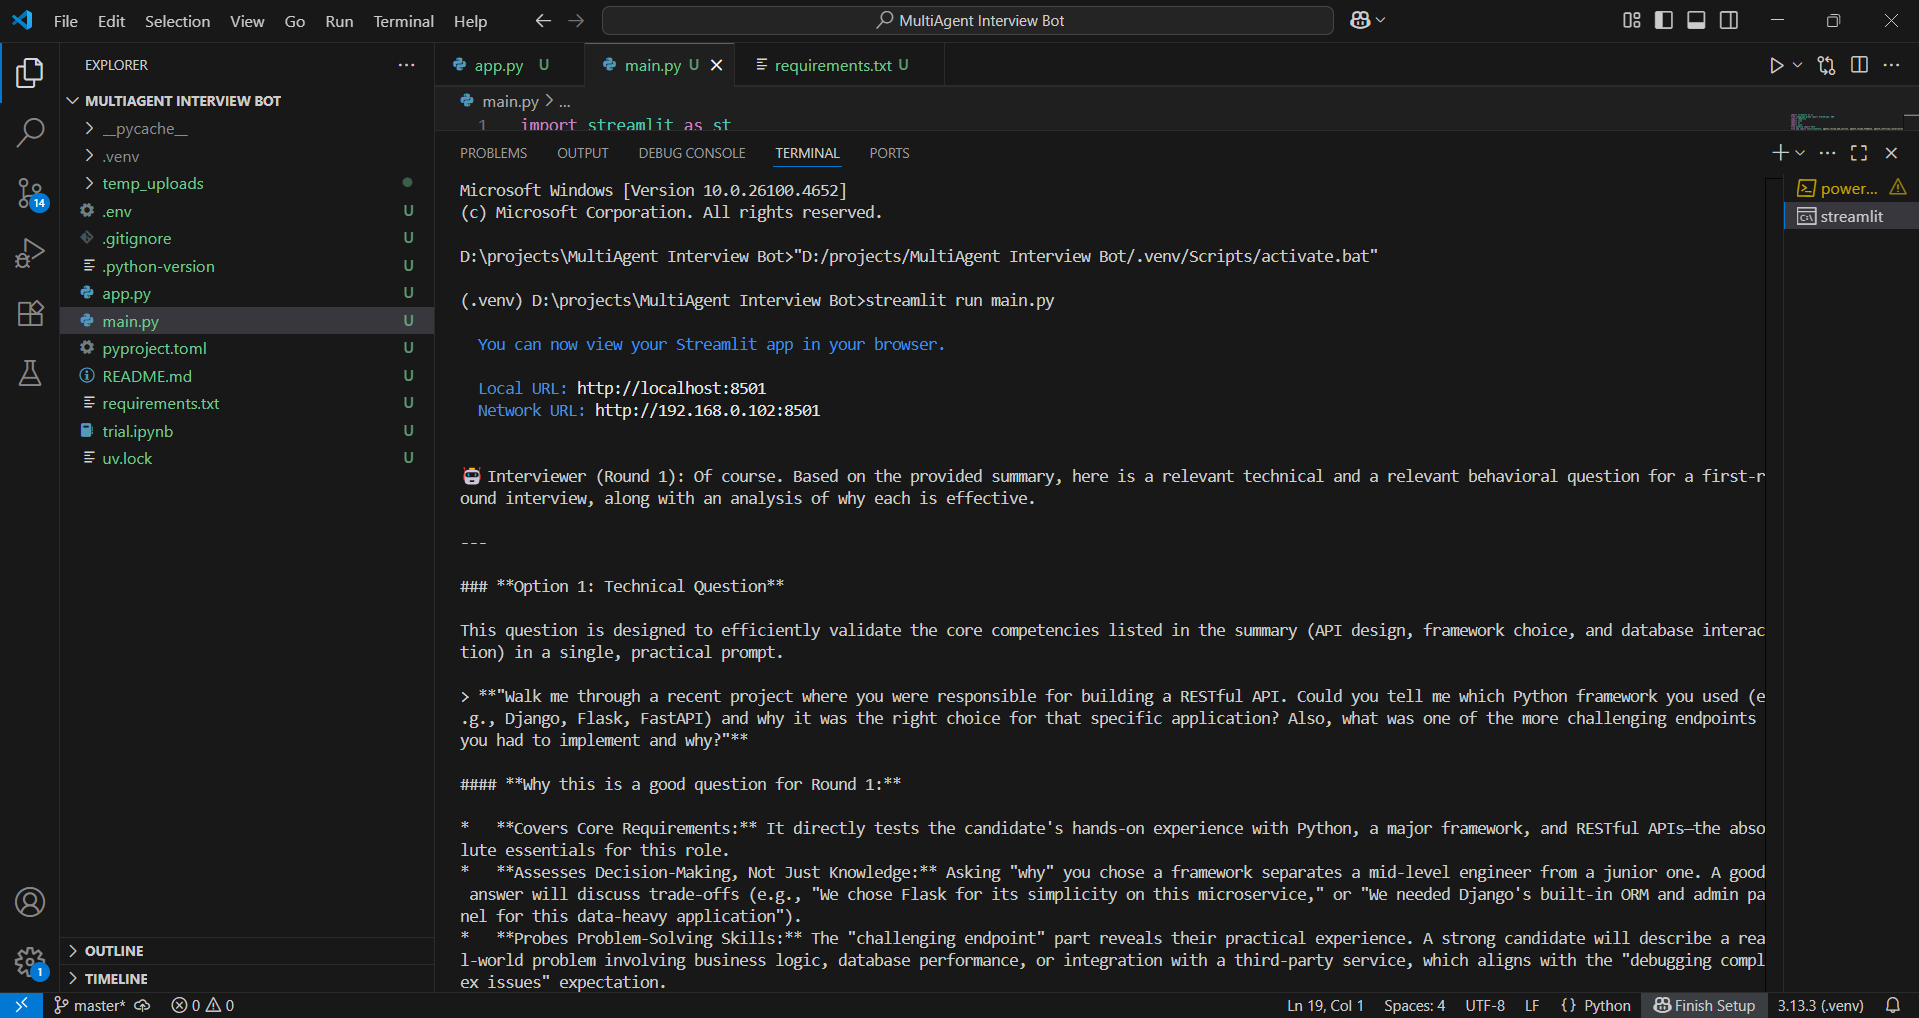 File Edit Selection View Go Run Terminal Help
MultiAgent Interview Bot
EXPLORER
MULTIAGENT INTERVIEW BOT
__pycache__
.venv
temp_uploads
.env U
.gitignore U
.python-version U
app.py U
main.py U
pyproject.toml U
README.md U
requirements.txt U
trial.ipynb U
uv.lock U
OUTLINE
TIMELINE
14
1
app.py U
main.py U
requirements.txt U
main.py > ...
1 import streamlit as st
PROBLEMS OUTPUT DEBUG CONSOLE TERMINAL PORTS
power...
streamlit
Microsoft Windows [Version 10.0.26100.4652]
(c) Microsoft Corporation. All rights reserved.
D:\projects\MultiAgent Interview Bot>"D:/projects/MultiAgent Interview Bot/.venv/Scripts/activate.bat"
(.venv) D:\projects\MultiAgent Interview Bot>streamlit run main.py
You can now view your Streamlit app in your browser.
Local URL: http://localhost:8501
Network URL: http://192.168.0.102:8501
🤖 Interviewer (Round 1): Of course. Based on the provided summary, here is a relevant technical and a relevant behavioral question for a first-r
ound interview, along with an analysis of why each is effective.
---
### **Option 1: Technical Question**
This question is designed to efficiently validate the core competencies listed in the summary (API design, framework choice, and database interac
tion) in a single, practical prompt.
> **"Walk me through a recent project where you were responsible for building a RESTful API. Could you tell me which Python framework you used (e
.g., Django, Flask, FastAPI) and why it was the right choice for that specific application? Also, what was one of the more challenging endpoints
you had to implement and why?"**
#### **Why this is a good question for Round 1:**
*   **Covers Core Requirements:** It directly tests the candidate's hands-on experience with Python, a major framework, and RESTful APIs—the abso
lute essentials for this role.
*   **Assesses Decision-Making, Not Just Knowledge:** Asking "why" you chose a framework separates a mid-level engineer from a junior one. A good
answer will discuss trade-offs (e.g., "We chose Flask for its simplicity on this microservice," or "We needed Django's built-in ORM and admin pa
nel for this data-heavy application").
*   **Probes Problem-Solving Skills:** The "challenging endpoint" part reveals their practical experience. A strong candidate will describe a rea
l-world problem involving business logic, database performance, or integration with a third-party service, which aligns with the "debugging compl
ex issues" expectation.
master* 0 0 Ln 19, Col 1 Spaces: 4 UTF-8 LF {} Python Finish Setup 3.13.3 (.venv)